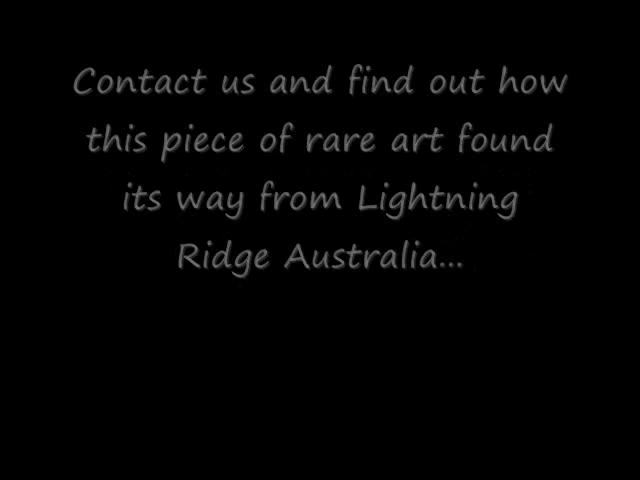 Contact us and find out how
this piece of rare art found
its way from Lightning
Ridge Australia...